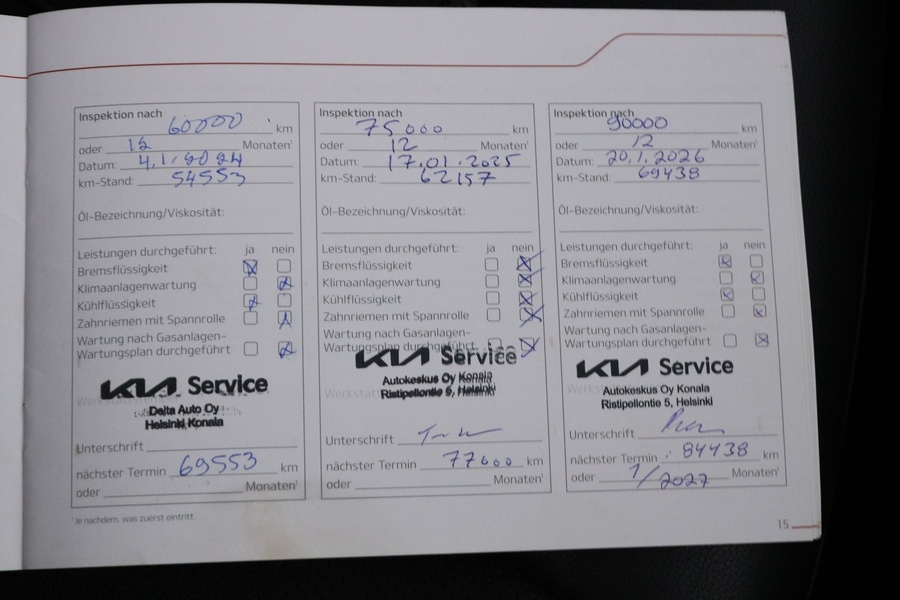 Inspektion nach
60000 km
oder 12 Monaten¹
Datum: 4.1.2024
km-Stand: 54553
Öl-Bezeichnung/Viskosität:
Leistungen durchgeführt: ja nein
Bremsflüssigkeit
Klimaanlagenwartung
Kühlflüssigkeit
Zahnriemen mit Spannrolle
Wartung nach Gasanlagen-
Wartungsplan durchgeführt
KIA Service
Delta Auto Oy
Helsinki Konala
Unterschrift
nächster Termin 69553 km
oder Monaten¹
Inspektion nach
75000 km
oder 12 Monaten¹
Datum: 17.01.2025
km-Stand: 62157
Öl-Bezeichnung/Viskosität:
Leistungen durchgeführt: ja nein
Bremsflüssigkeit
Klimaanlagenwartung
Kühlflüssigkeit
Zahnriemen mit Spannrolle
Wartung nach Gasanlagen-
Wartungsplan durchgeführt
KIA Service
Autokeskus Oy Konala
Ristipellontie 5, Helsinki
Unterschrift
nächster Termin 77000 km
oder Monaten¹
Inspektion nach
90000 km
oder 12 Monaten¹
Datum: 20.1.2026
km-Stand: 69438
Öl-Bezeichnung/Viskosität:
Leistungen durchgeführt: ja nein
Bremsflüssigkeit
Klimaanlagenwartung
Kühlflüssigkeit
Zahnriemen mit Spannrolle
Wartung nach Gasanlagen-
Wartungsplan durchgeführt
KIA Service
Autokeskus Oy Konala
Ristipellontie 5, Helsinki
Unterschrift
nächster Termin 84438 km
oder 1/2027 Monaten¹
¹Je nachdem, was zuerst eintritt.
15